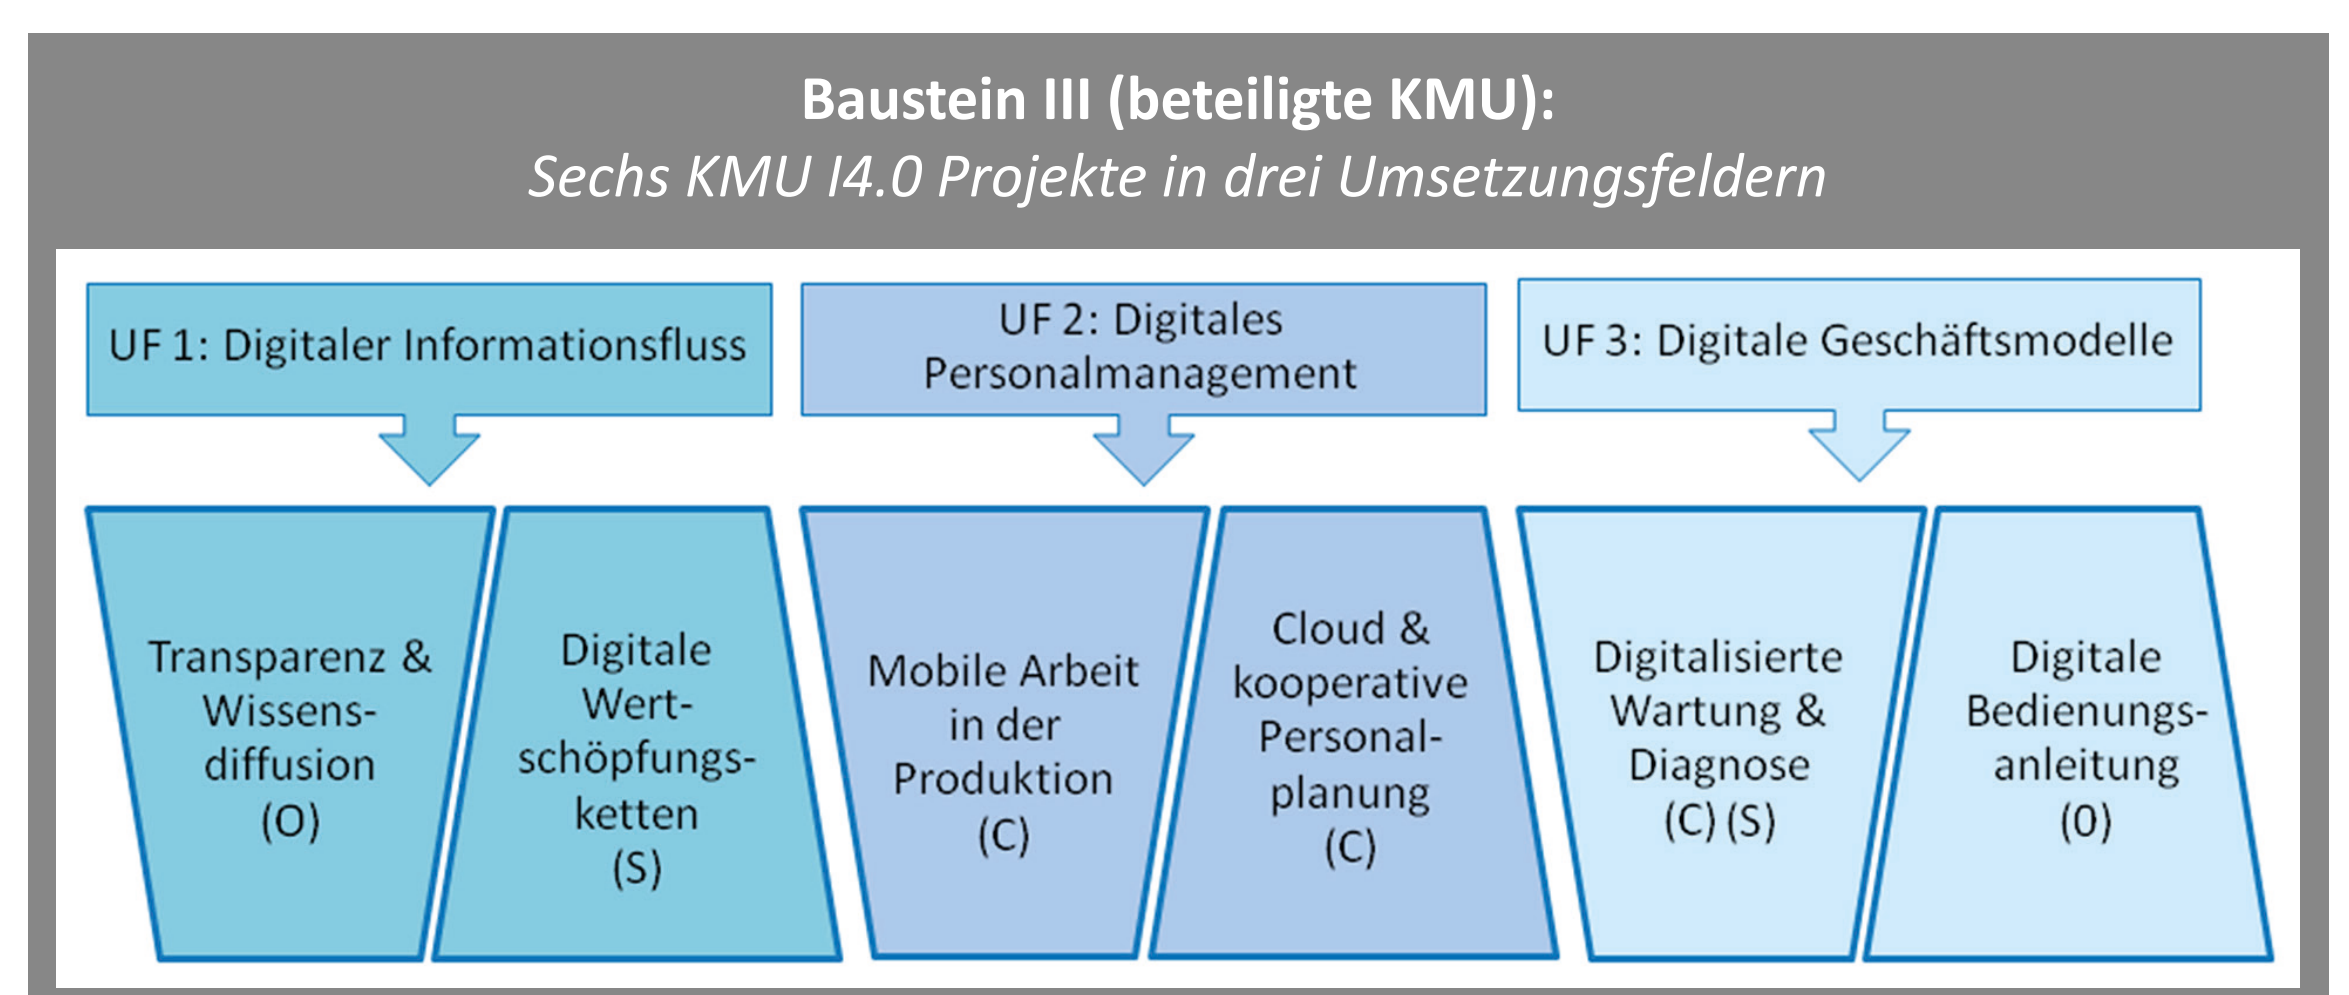 Baustein III (beteiligte KMU):
Sechs KMU I4.0 Projekte in drei Umsetzungsfeldern
UF 1: Digitaler Informationsfluss
UF 2: Digitales
Personalmanagement
UF 3: Digitale Geschäftsmodelle
Transparenz &
Wissens-
diffusion
(O)
Digitale
Wert-
schöpfungs-
ketten
(S)
Mobile Arbeit
in der
Produktion
(C)
Cloud &
kooperative
Personal-
planung
(C)
Digitalisierte
Wartung &
Diagnose
(C) (S)
Digitale
Bedienungs-
anleitung
(0)